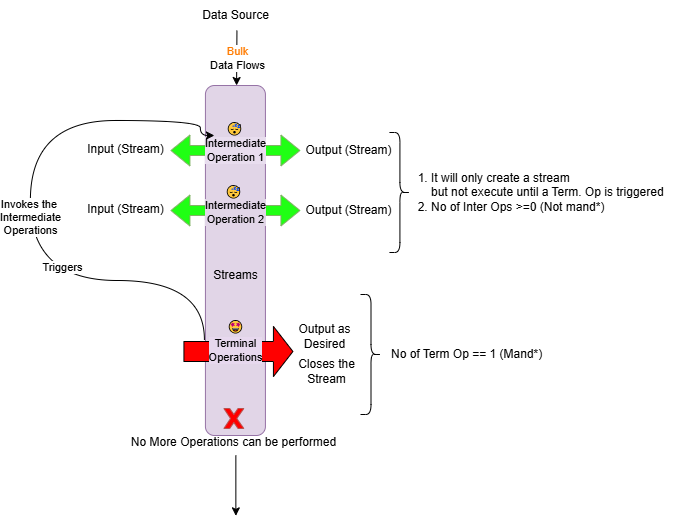 Data Source
Bulk
Data Flows
Input (Stream)
Intermediate
Operation 1
Output (Stream)
Input (Stream)
Intermediate
Operation 2
Output (Stream)
1. It will only create a stream
but not execute until a Term. Op is triggered
2. No of Inter Ops >=0 (Not mand*)
Invokes the
Intermediate
Operations
Triggers
Streams
Terminal
Operations
Output as
Desired
Closes the
Stream
No of Term Op == 1 (Mand*)
X
No More Operations can be performed